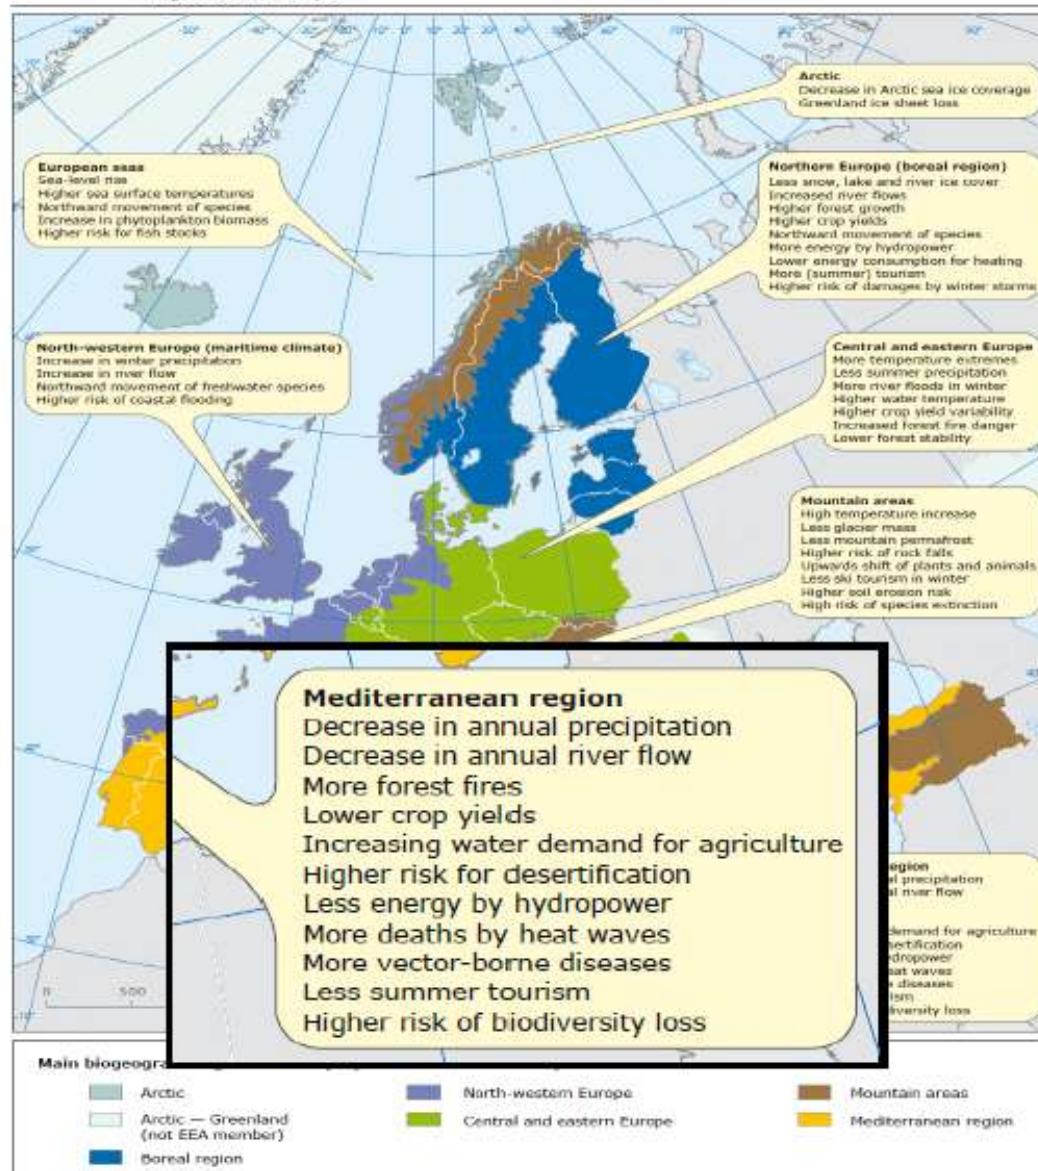 Arctic
Decrease in Arctic sea ice coverage
Greenland ice sheet loss
European seas
Sea-level rise
Higher sea surface temperatures
Northward movement of species
Increase in phytoplankton biomass
Higher risk for fish stocks
Northern Europe (boreal region)
Less snow, lake and river ice cover
Increased river flows
Higher forest growth
Higher crop yields
Northward movement of species
More energy by hydropower
Lower energy consumption for heating
More (summer) tourism
Higher risk of damages by winter storms
North-western Europe (maritime climate)
Increase in winter precipitation
Increase in river flow
Northward movement of freshwater species
Higher risk of coastal flooding
Central and eastern Europe
More temperature extremes
Less summer precipitation
More river floods in winter
Higher water temperature
Higher crop yield variability
Increased forest fire danger
Lower forest stability
Mountain areas
High temperature increase
Less glacier mass
Less mountain permafrost
Higher risk of rock falls
Upwards shift of plants and animals
Less ski tourism in winter
Higher soil erosion risk
High risk of species extinction
Mediterranean region
Decrease in annual precipitation
Decrease in annual river flow
More forest fires
Lower crop yields
Increasing water demand for agriculture
Higher risk for desertification
Less energy by hydropower
More deaths by heat waves
More vector-borne diseases
Less summer tourism
Higher risk of biodiversity loss
precipitation
river flow
demand for agriculture
heat waves
diseases
0 500
Main
Arctic
Arctic — Greenland
(not EEA member)
Boreal region
North-western Europe
Central and eastern Europe
Mountain areas
Mediterranean region